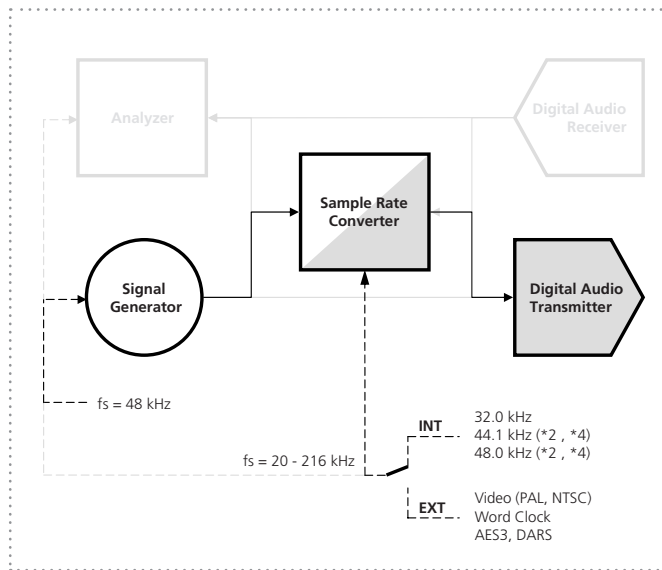 Analyzer
Digital Audio
Receiver
Sample Rate
Converter
Signal
Generator
Digital Audio
Transmitter
fs = 48 kHz
fs = 20 - 216 kHz
INT
32.0 kHz
44.1 kHz (*2 , *4)
48.0 kHz (*2 , *4)
EXT
Video (PAL, NTSC)
Word Clock
AES3, DARS